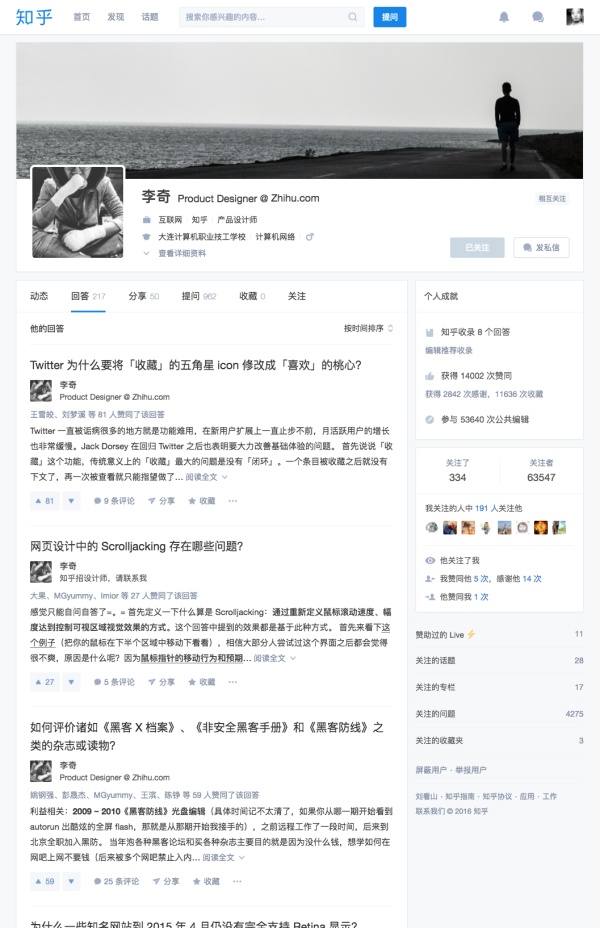 知乎 首页 发现 话题 搜索你感兴趣的内容... 提问
李奇 Product Designer @ Zhihu.com
相互关注
互联网 知乎 产品设计师
大连计算机职业技工学校 计算机网络
查看详细资料
已关注 发私信
动态 回答 217 分享 50 提问 962 收藏 0 关注
他的回答 按时间排序
Twitter 为什么要将「收藏」的五角星 icon 修改成「喜欢」的桃心?
李奇
Product Designer @ Zhihu.com
王雪皎、刘梦溪 等 81 人赞同了该回答
Twitter 一直被诟病很多的地方就是功能难用，在新用户扩展上一直止步不前，月活跃用户的增长
也非常缓慢。Jack Dorsey 在回归 Twitter 之后也表明要大力改善基础体验的问题。 首先说说「收
藏」这个功能，传统意义上的「收藏」最大的问题是没有「闭环」。一个条目被收藏之后就没有
下文了，再一次被查看就只能指望做了... 阅读全文
81 9 条评论 分享 收藏
网页设计中的 Scrolljacking 存在哪些问题?
李奇
知乎招设计师，请联系我
大果、MGyummy、lmior 等 27 人赞同了该回答
感觉只能自问自答了=。= 首先定义一下什么算是 Scrolljacking：通过重新定义鼠标滚动速度、幅
度达到控制可视区域视觉效果的方式。这个回答中提到的效果都是基于此种方式。 首先来看下这
个例子（把你的鼠标在下半个区域中移动下看看），相信大部分人尝试过这个界面之后都会觉得
很不爽，原因是什么呢？因为鼠标指针的移动行为和预期... 阅读全文
27 5 条评论 分享 收藏
如何评价诸如《黑客 X 档案》、《非安全黑客手册》和《黑客防线》之
类的杂志或读物?
李奇
Product Designer @ Zhihu.com
姚钢强、彭晟杰、MGyummy、王滨、陈铮 等 59 人赞同了该回答
利益相关：2009 ~ 2010《黑客防线》光盘编辑（具体时间记不太清了，如果你从哪一期开始看到
autorun 出酷炫的全屏 flash，那就是从那期开始我接手的），之前远程工作了一段时间，后来到
北京全职加入黑防。 当年泡各种黑客论坛和买各种杂志主要目的就是因为没什么钱，想学如何在
网吧上网不要钱（后来被多个网吧禁止入内... 阅读全文
59 25 条评论 分享 收藏
为什么一些知名网站到 2015 年 4 月仍没有完全支持 Retina 显示?
个人成就
知乎收录 8 个回答
编辑推荐收录
获得 14002 次赞同
获得 2842 次感谢，11636 次收藏
参与 53640 次公共编辑
关注了 关注者
334 63547
我关注的人中 191 人关注他
他关注了我
我赞同他 5 次，感谢他 14 次
他赞同我 1 次
赞助过的 Live 11
关注的话题 28
关注的专栏 17
关注的问题 4275
关注的收藏夹 3
屏蔽用户 · 举报用户
刘看山 · 知乎指南 · 知乎协议 · 应用 · 工作
联系我们 © 2016 知乎